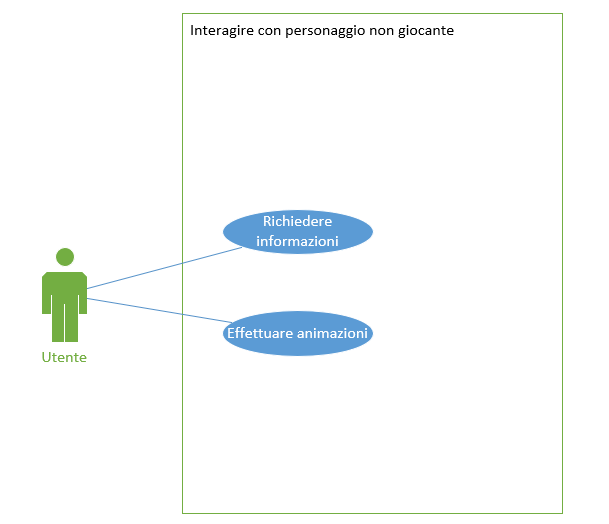 Interagire con personaggio non giocante
Richiedere
informazioni
Effettuare animazioni
Utente